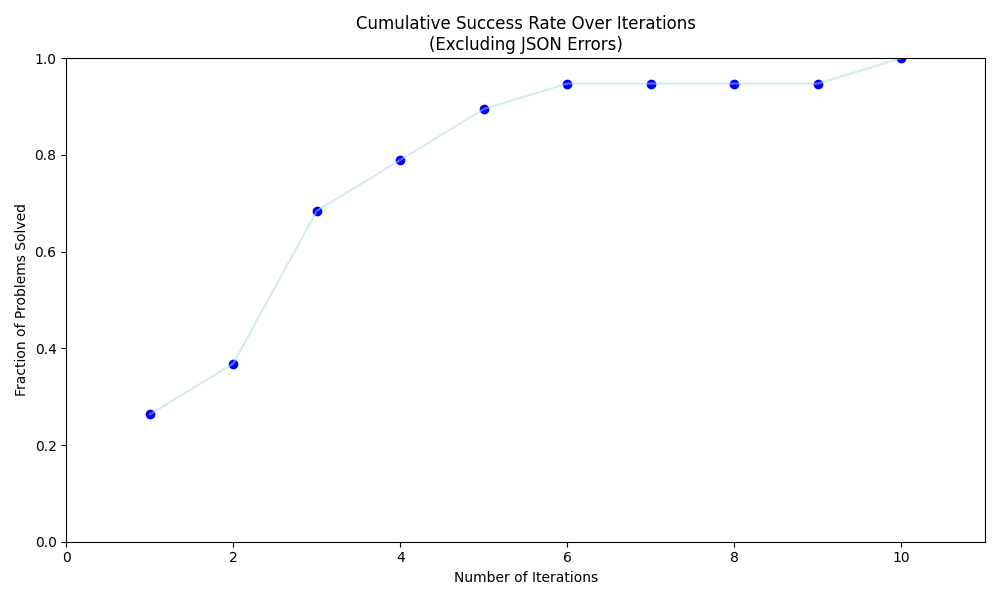 Cumulative Success Rate Over Iterations
(Excluding JSON Errors)
Fraction of Problems Solved
1.0
0.8
0.6
0.4
0.2
0.0
0 2 4 6 8 10
Number of Iterations